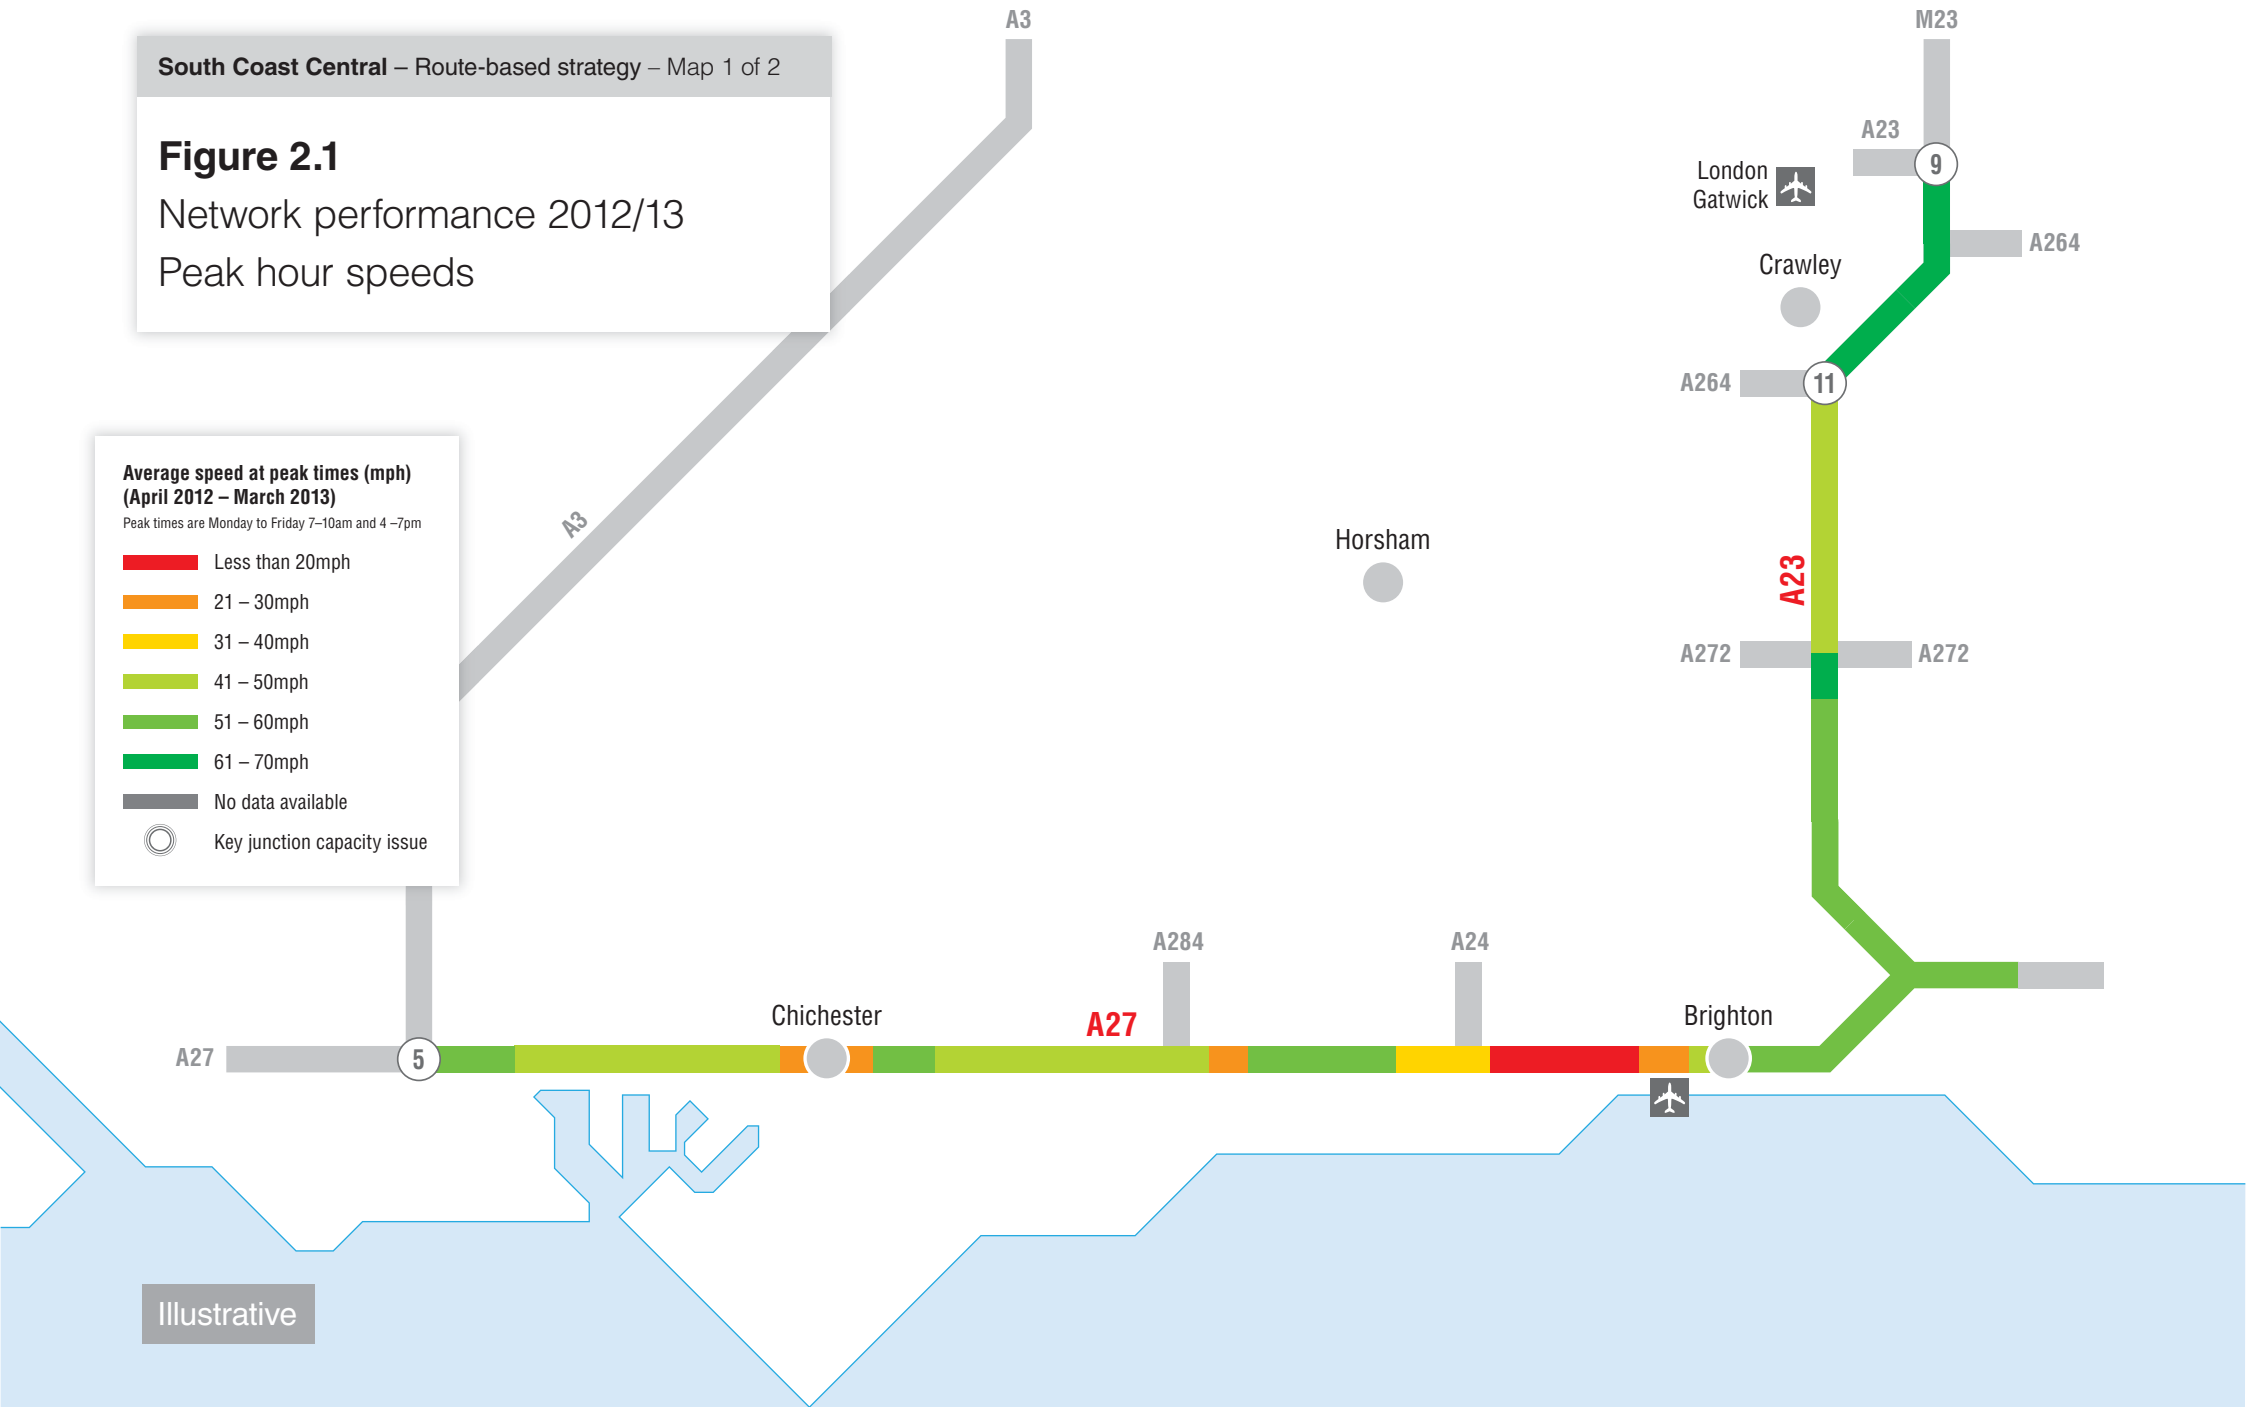 South Coast Central – Route-based strategy – Map 1 of 2
Figure 2.1
Network performance 2012/13
Peak hour speeds
A3
M23
A23
9
London
Gatwick
A264
Crawley
A264
11
Average speed at peak times (mph)
(April 2012 – March 2013)
Peak times are Monday to Friday 7–10am and 4 –7pm
Less than 20mph
21 – 30mph
31 – 40mph
41 – 50mph
51 – 60mph
61 – 70mph
No data available
Key junction capacity issue
A3
Horsham
A23
A272
A272
A284
A24
Chichester
A27
Brighton
A27
5
Illustrative